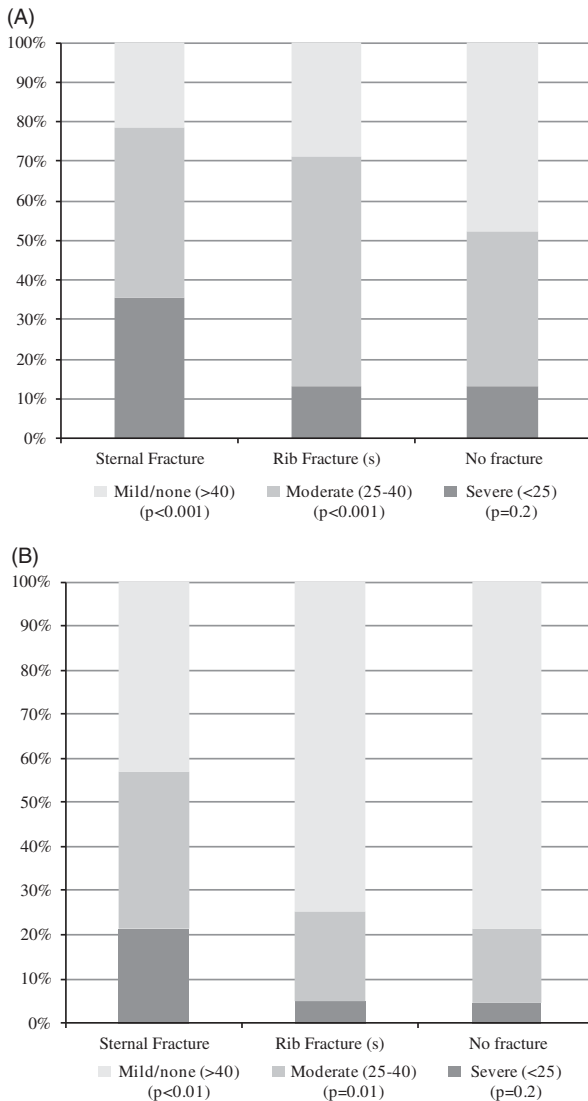 (A)
100%
90%
80%
70%
60%
50%
40%
30%
20%
10%
0%
Sternal Fracture Rib Fracture (s) No fracture
Mild/none (>40) Moderate (25-40) Severe (<25)
(p<0.001) (p<0.001) (p=0.2)
(B)
100%
90%
80%
70%
60%
50%
40%
30%
20%
10%
0%
Sternal Fracture Rib Fracture (s) No fracture
Mild/none (>40) Moderate (25-40) Severe (<25)
(p<0.01) (p=0.01) (p=0.2)